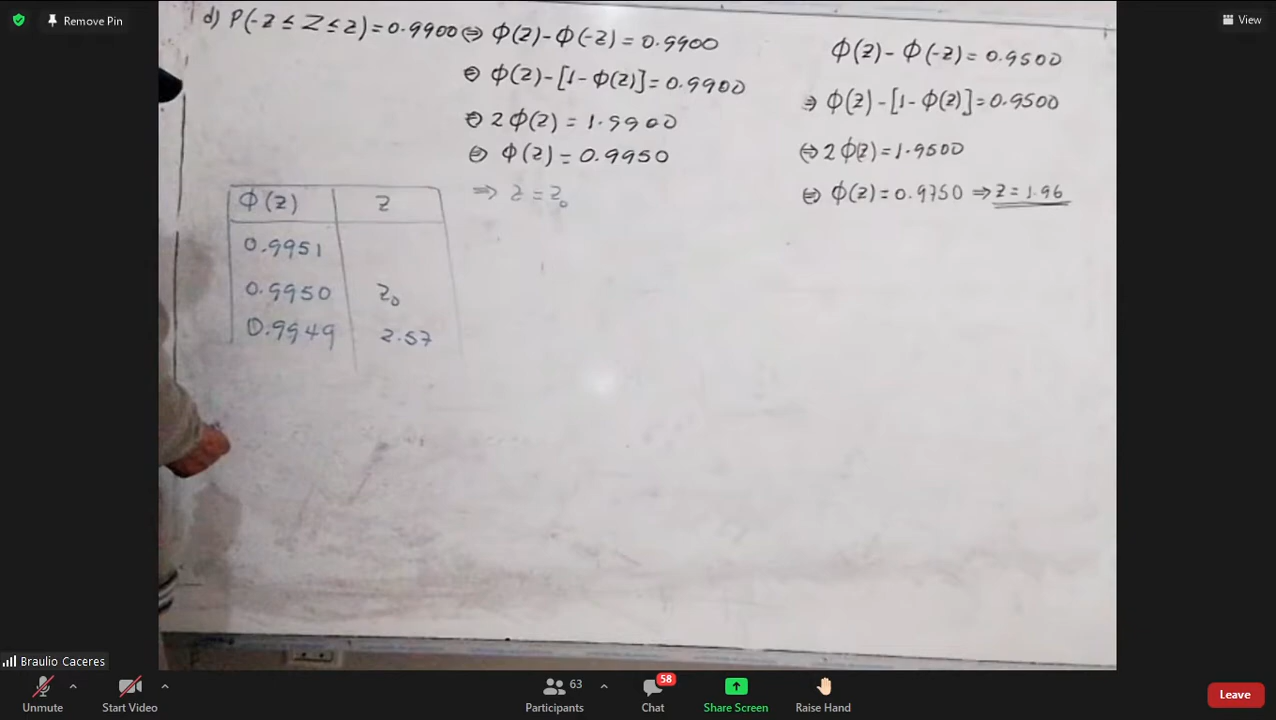 Remove Pin
View
d) P(-z ≤ Z ≤ z) = 0.9900 ⇔ Φ(z) - Φ(-z) = 0.9900
⇔ Φ(z) - [1 - Φ(z)] = 0.9900
⇔ 2Φ(z) = 1.9900
⇔ Φ(z) = 0.9950
⇒ z = z₀
Φ(z) - Φ(-z) = 0.9500
⇒ Φ(z) - [1 - Φ(z)] = 0.9500
⇔ 2Φ(z) = 1.9500
⇔ Φ(z) = 0.9750 ⇒ z = 1.96
Φ(z) z
0.9951
0.9950 z₀
0.9949 2.57
Braulio Caceres
Unmute
Start Video
63
Participants
58
Chat
Share Screen
Raise Hand
Leave